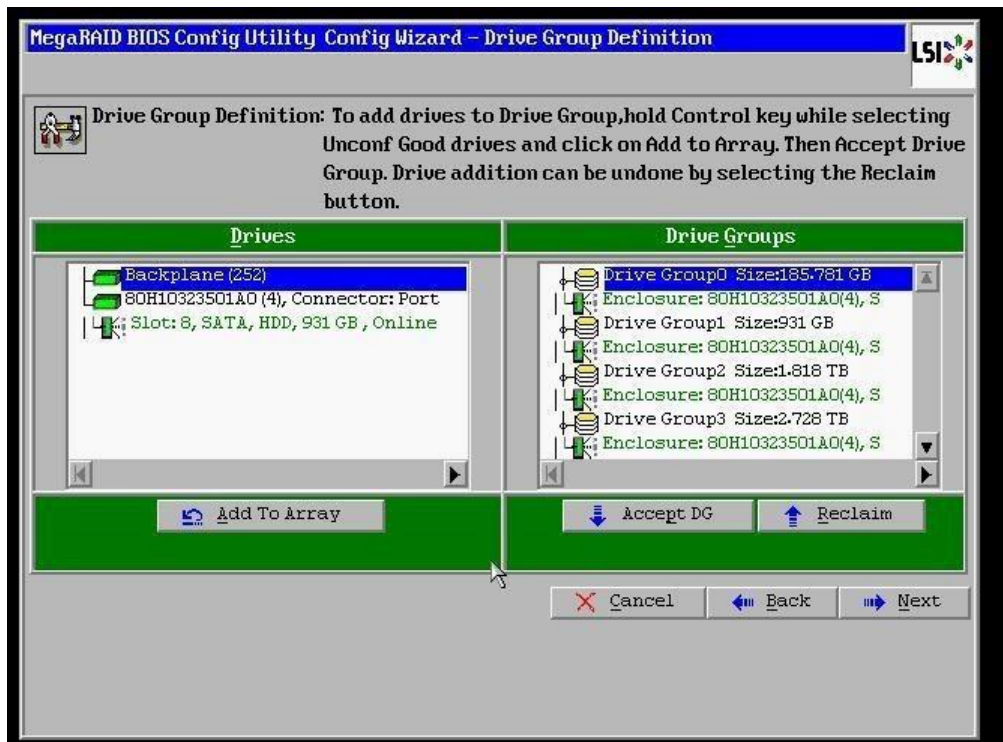 MegaRAID BIOS Config Utility Config Wizard – Drive Group Definition
LSI
Drive Group Definition: To add drives to Drive Group,hold Control key while selecting
Unconf Good drives and click on Add to Array. Then Accept Drive
Group. Drive addition can be undone by selecting the Reclaim
button.
Drives
Backplane (252)
80H10323501A0 (4), Connector: Port
Slot: 8, SATA, HDD, 931 GB , Online
Add To Array
Drive Groups
Drive Group0 Size:185.781 GB
Enclosure: 80H10323501A0(4), S
Drive Group1 Size:931 GB
Enclosure: 80H10323501A0(4), S
Drive Group2 Size:1.818 TB
Enclosure: 80H10323501A0(4), S
Drive Group3 Size:2.728 TB
Enclosure: 80H10323501A0(4), S
Accept DG
Reclaim
Cancel
Back
Next